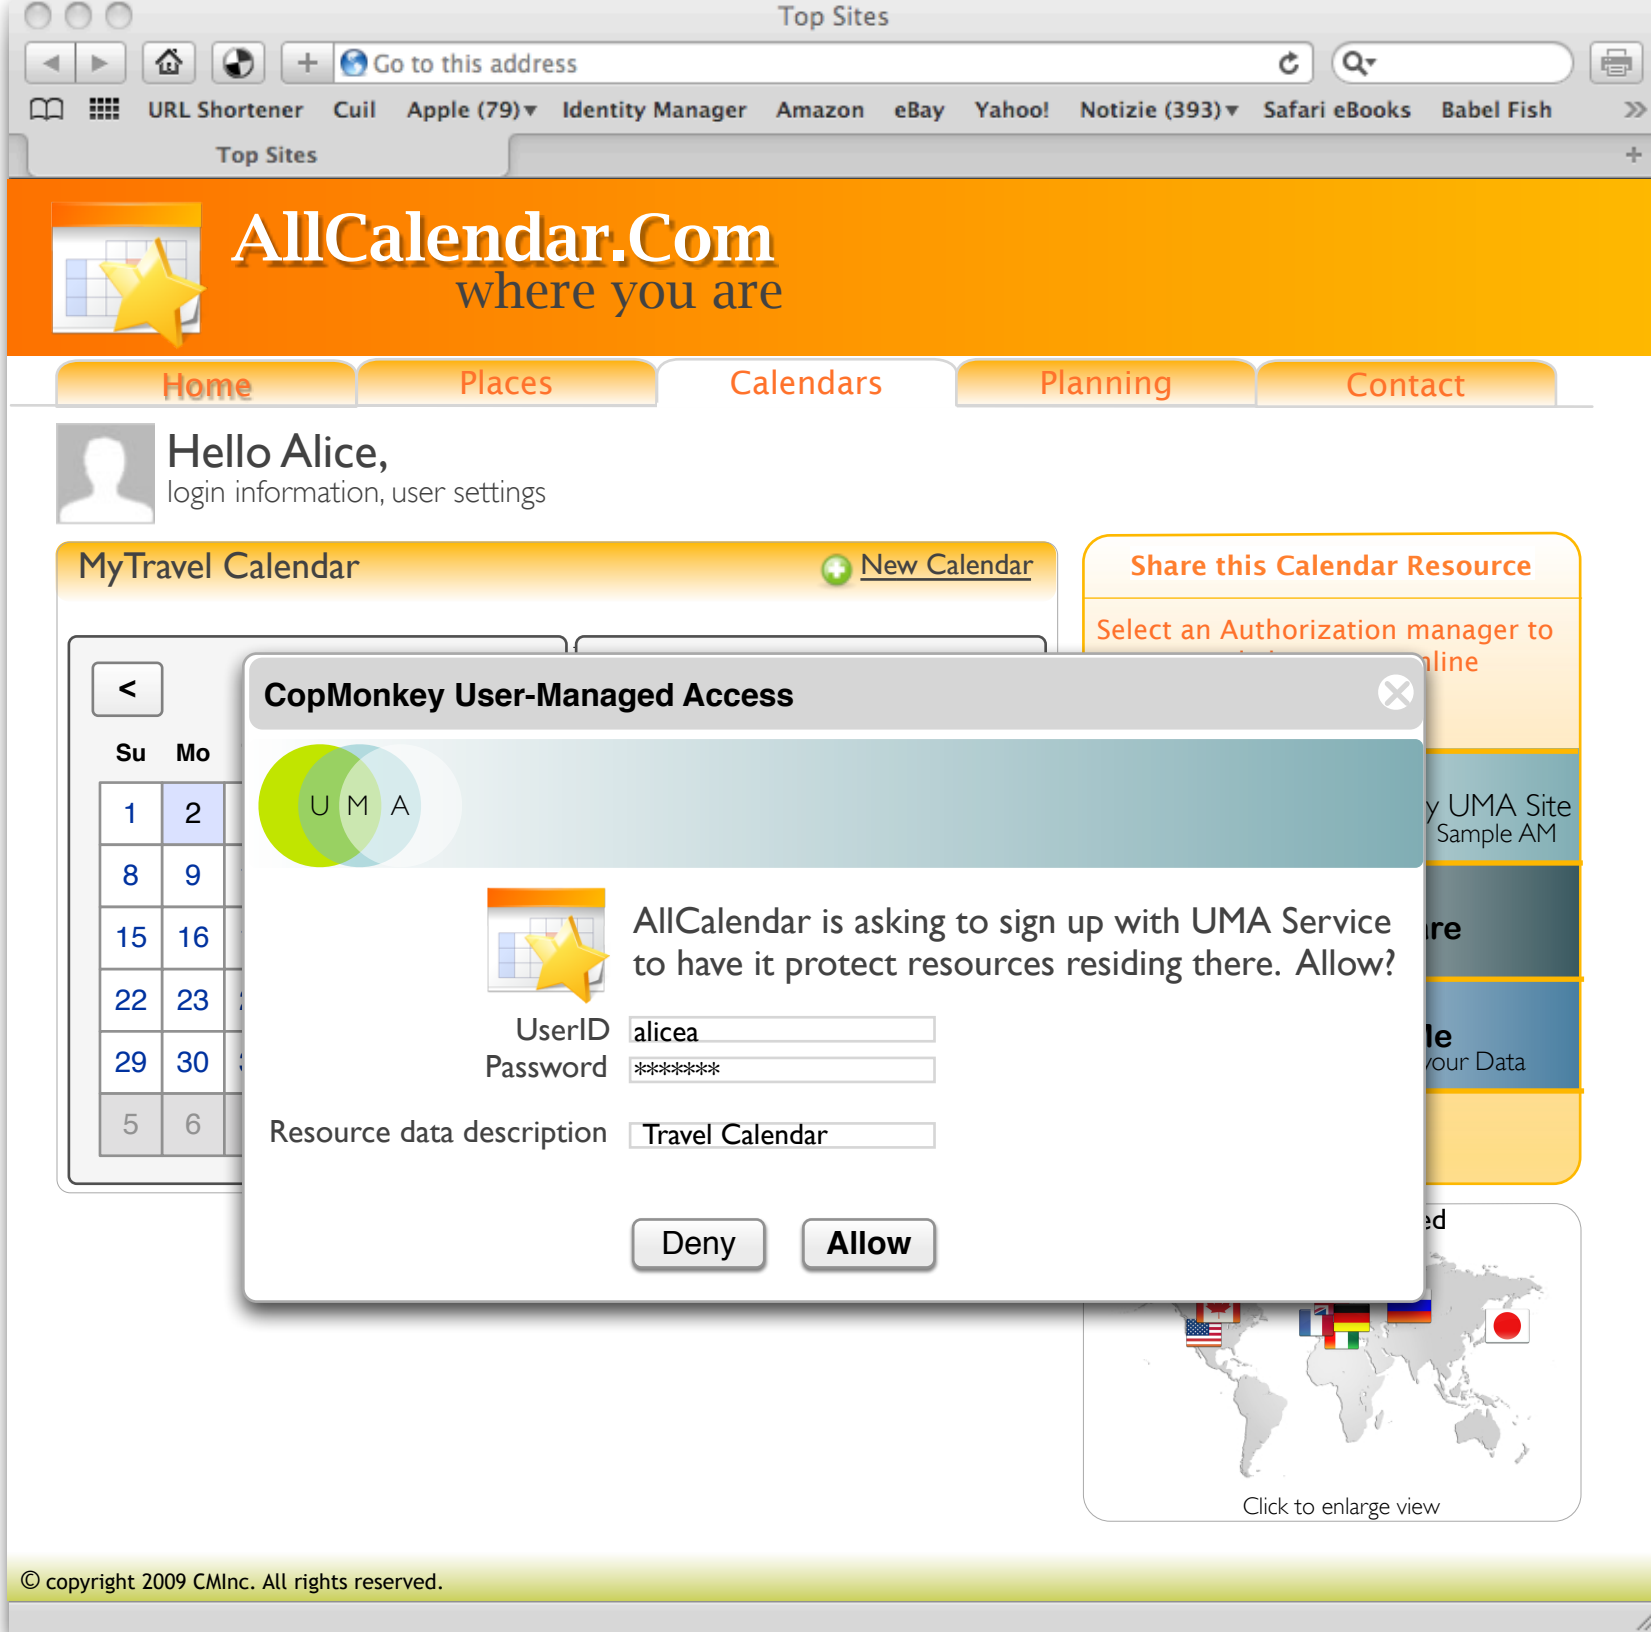 Top Sites
Go to this address
URL Shortener Cuil Apple (79)▾ Identity Manager Amazon eBay Yahoo! Notizie (393)▾ Safari eBooks Babel Fish »
Top Sites
AllCalendar.Com
where you are
Home Places Calendars Planning Contact
Hello Alice,
login information, user settings
MyTravel Calendar
New Calendar
Share this Calendar Resource
Select an Authorization manager to
<
Su Mo
1 2
8 9
15 16
22 23
29 30
5 6
CopMonkey User-Managed Access
U M A
AllCalendar is asking to sign up with UMA Service
to have it protect resources residing there. Allow?
UserID alicea
Password *******
Resource data description Travel Calendar
Deny Allow
UMA Site
Sample AM
Data
Click to enlarge view
© copyright 2009 CMInc. All rights reserved.